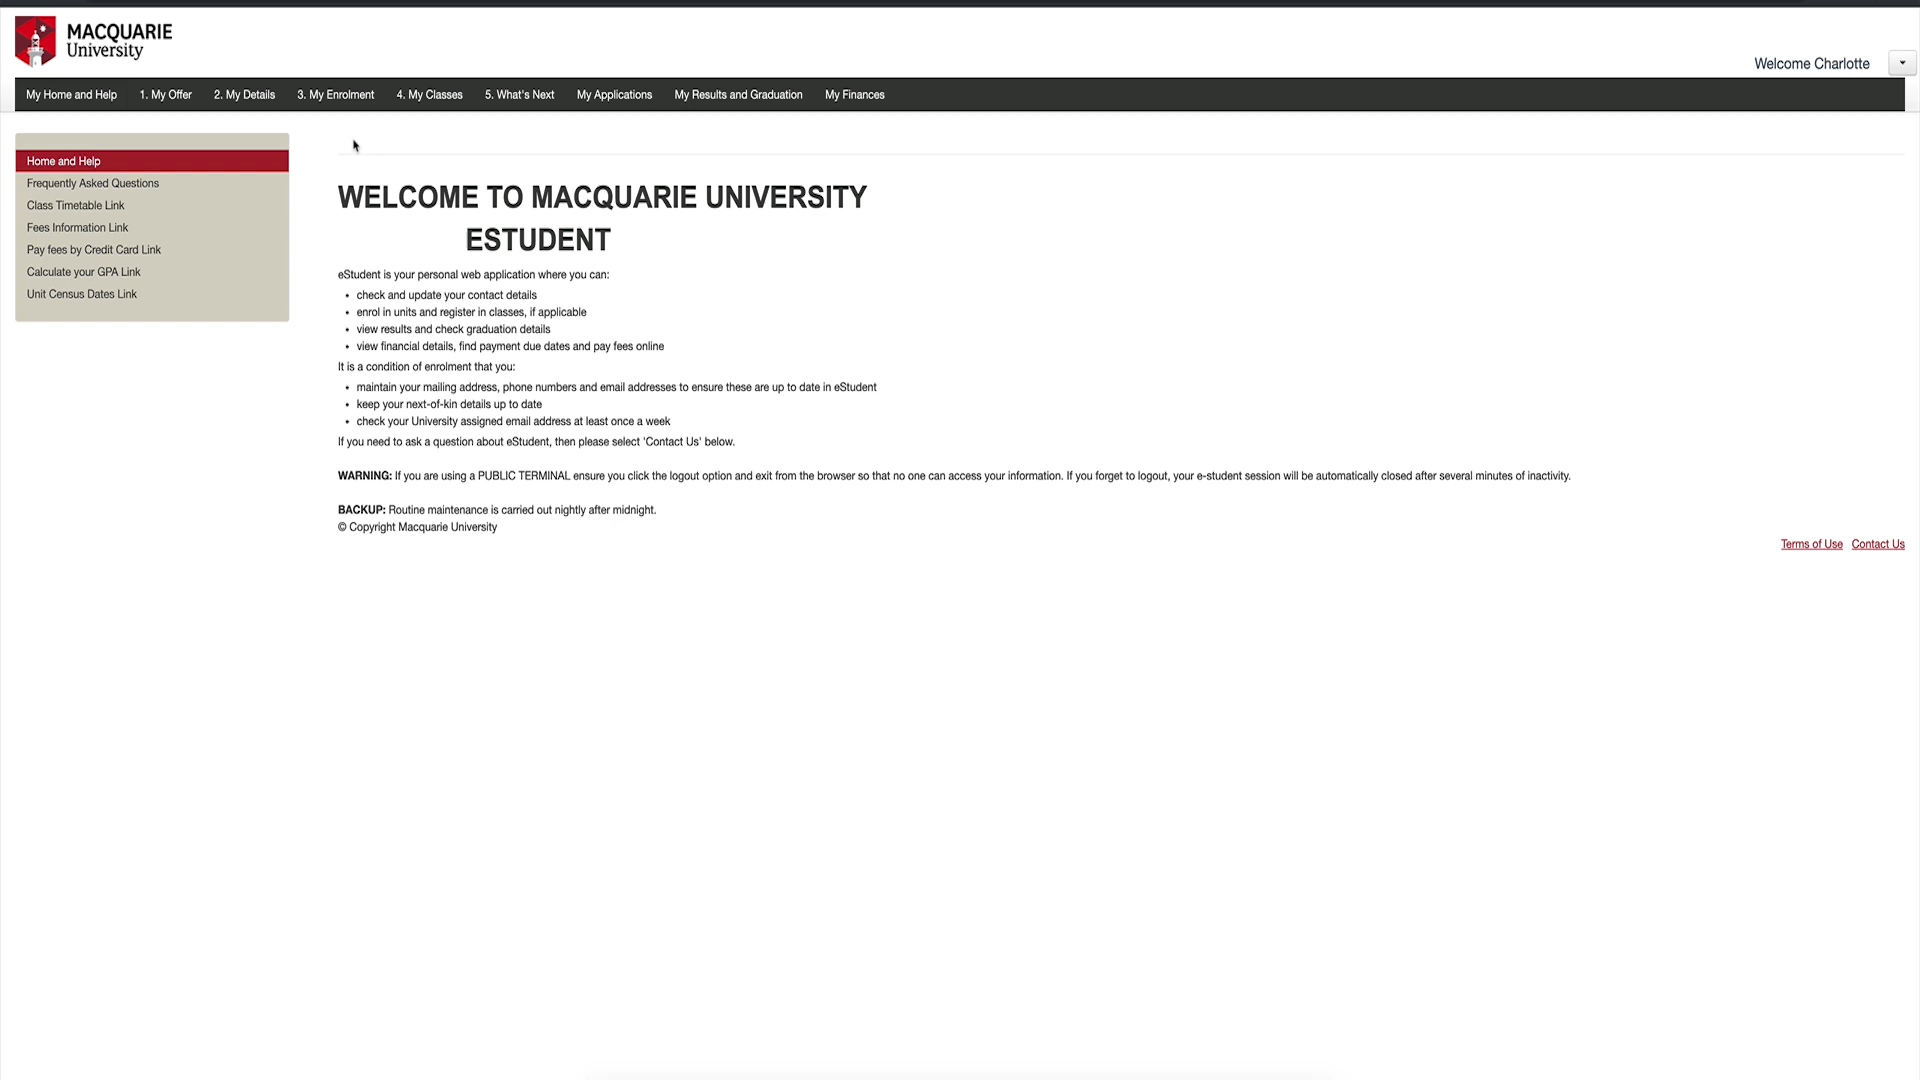 MACQUARIE
University
Welcome Charlotte
My Home and Help 1. My Offer 2. My Details 3. My Enrolment 4. My Classes 5. What's Next My Applications My Results and Graduation My Finances
Home and Help
Frequently Asked Questions
Class Timetable Link
Fees Information Link
Pay fees by Credit Card Link
Calculate your GPA Link
Unit Census Dates Link
WELCOME TO MACQUARIE UNIVERSITY
ESTUDENT
eStudent is your personal web application where you can:
• check and update your contact details
• enrol in units and register in classes, if applicable
• view results and check graduation details
• view financial details, find payment due dates and pay fees online
It is a condition of enrolment that you:
• maintain your mailing address, phone numbers and email addresses to ensure these are up to date in eStudent
• keep your next-of-kin details up to date
• check your University assigned email address at least once a week
If you need to ask a question about eStudent, then please select 'Contact Us' below.
WARNING: If you are using a PUBLIC TERMINAL ensure you click the logout option and exit from the browser so that no one can access your information. If you forget to logout, your e-student session will be automatically closed after several minutes of inactivity.
BACKUP: Routine maintenance is carried out nightly after midnight.
© Copyright Macquarie University
Terms of Use Contact Us